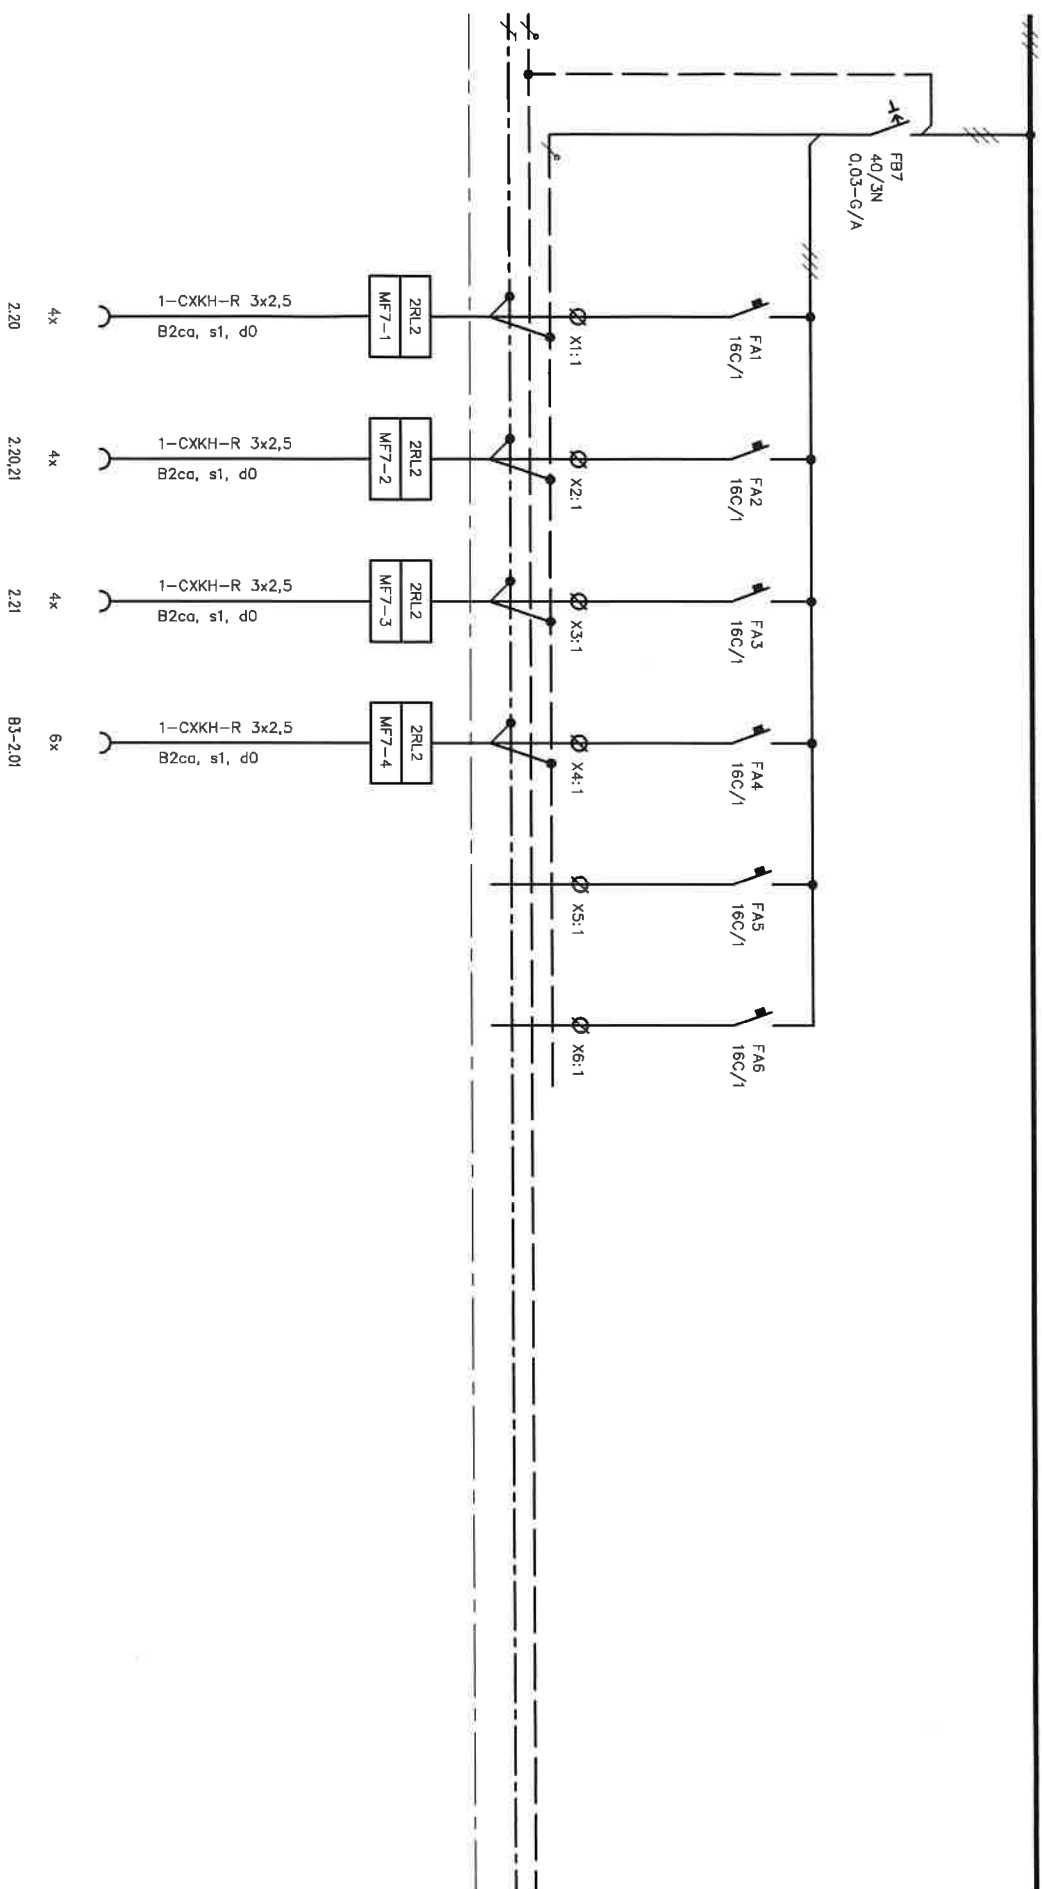 FB7
40/3N
0,03-G/A
FA1
16C/1
X1:1
2RL2
MF7-1
1-CXKH-R 3x2,5
B2ca, s1, d0
4x
2.20
FA2
16C/1
X2:1
2RL2
MF7-2
1-CXKH-R 3x2,5
B2ca, s1, d0
4x
2.20,21
FA3
16C/1
X3:1
2RL2
MF7-3
1-CXKH-R 3x2,5
B2ca, s1, d0
4x
2.21
FA4
16C/1
X4:1
2RL2
MF7-4
1-CXKH-R 3x2,5
B2ca, s1, d0
6x
B3-2.01
FA5
16C/1
X5:1
FA6
16C/1
X6:1